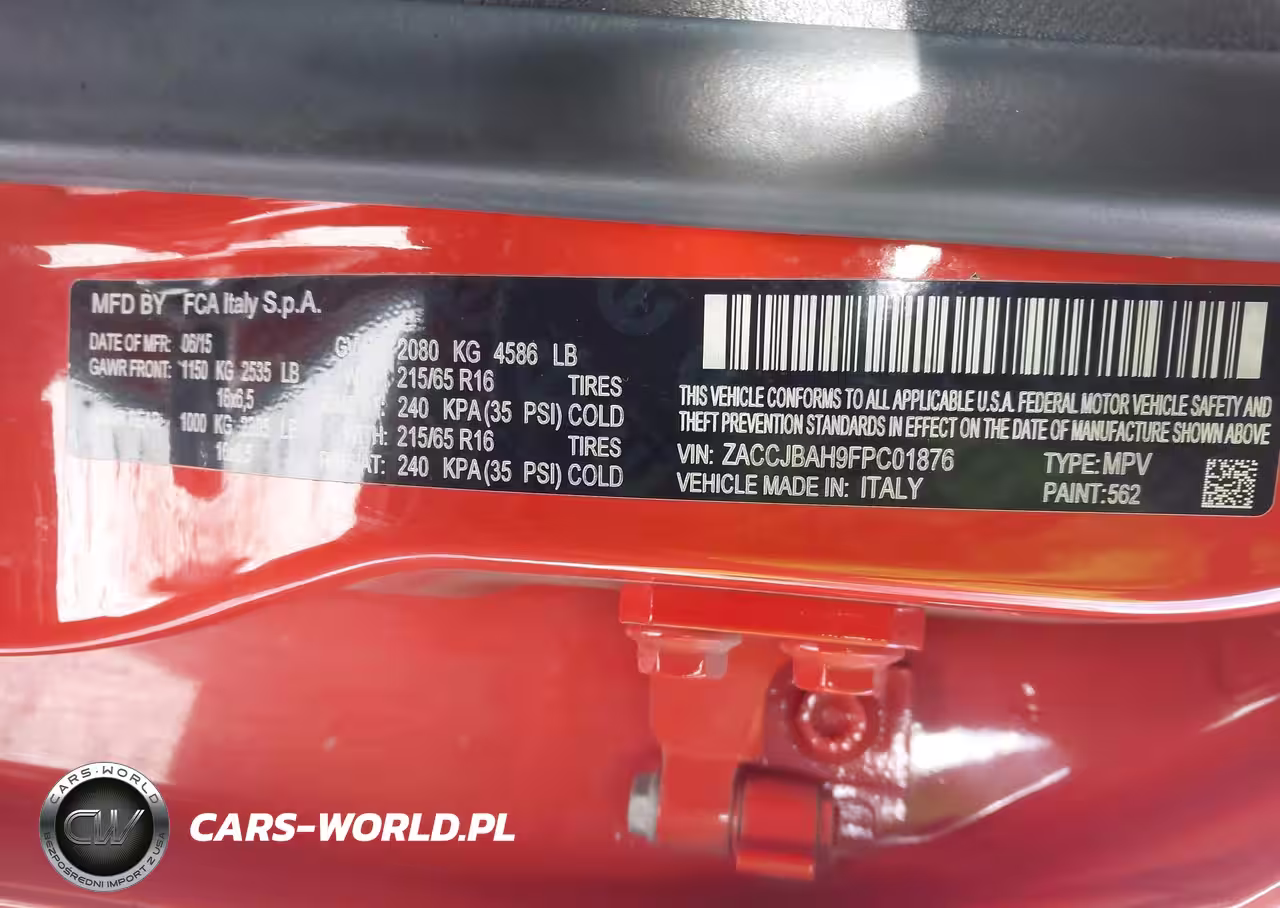 MFD BY FCA Italy S.p.A.
DATE OF MFR: 06/15
2080 KG 4586 LB
GAWR FRONT: 1150 KG 2535 LB
215/65 R16 TIRES
240 KPA(35 PSI) COLD
1000 KG
215/65 R16 TIRES
240 KPA(35 PSI) COLD
THIS VEHICLE CONFORMS TO ALL APPLICABLE U.S.A. FEDERAL MOTOR VEHICLE SAFETY AND
THEFT PREVENTION STANDARDS IN EFFECT ON THE DATE OF MANUFACTURE SHOWN ABOVE
VIN: ZACCJBAH9FPC01876 TYPE: MPV
VEHICLE MADE IN: ITALY PAINT:562
CARS-WORLD
CW
BEZPOŚREDNI IMPORT Z USA
CARS-WORLD.PL